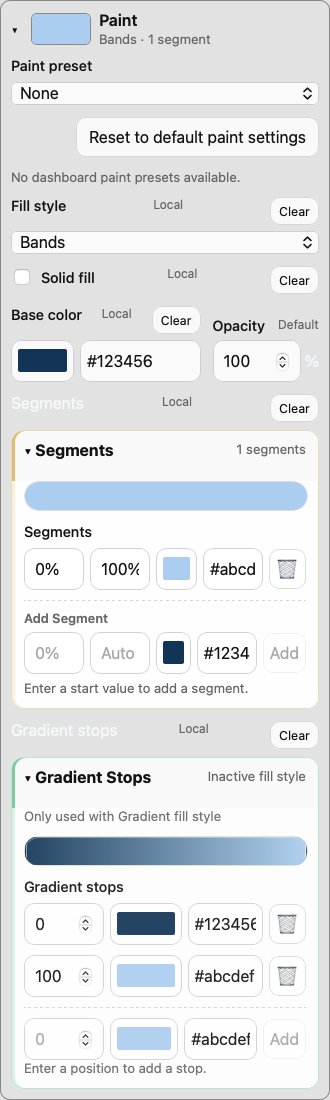 Paint
Bands · 1 segment
Paint preset
None
Reset to default paint settings
No dashboard paint presets available.
Fill style Local Clear
Bands
Solid fill Local Clear
Base color Local Clear Opacity Default
#123456 100 %
Segments Local Clear
Segments 1 segments
Segments
0% 100% #abcd
Add Segment
0% Auto #1234 Add
Enter a start value to add a segment.
Gradient stops Local Clear
Gradient Stops Inactive fill style
Only used with Gradient fill style
Gradient stops
0 #123456
100 #abcdef
0 #abcdef Add
Enter a position to add a stop.